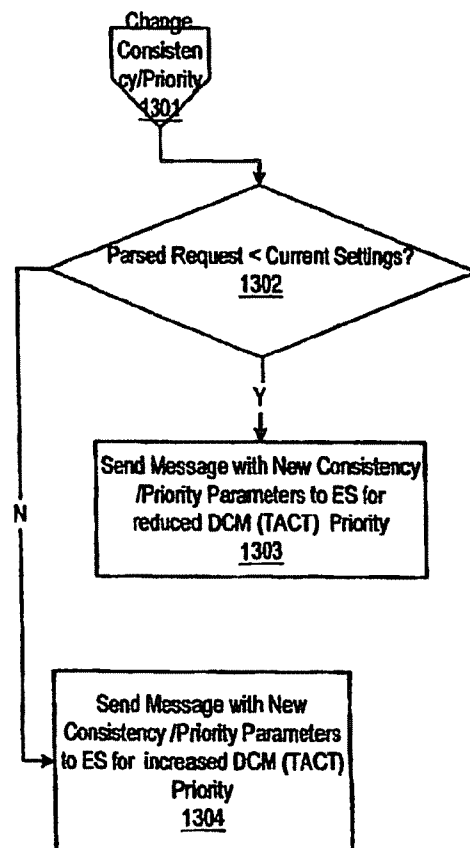 Change
Consisten
cy/Priority
1301
Parsed Request < Current Settings?
1302
Y
Send Message with New Consistency
/Priority Parameters to ES for
reduced DCM (TACT) Priority
1303
N
Send Message with New
Consistency /Priority Parameters
to ES for increased DCM (TACT)
Priority
1304